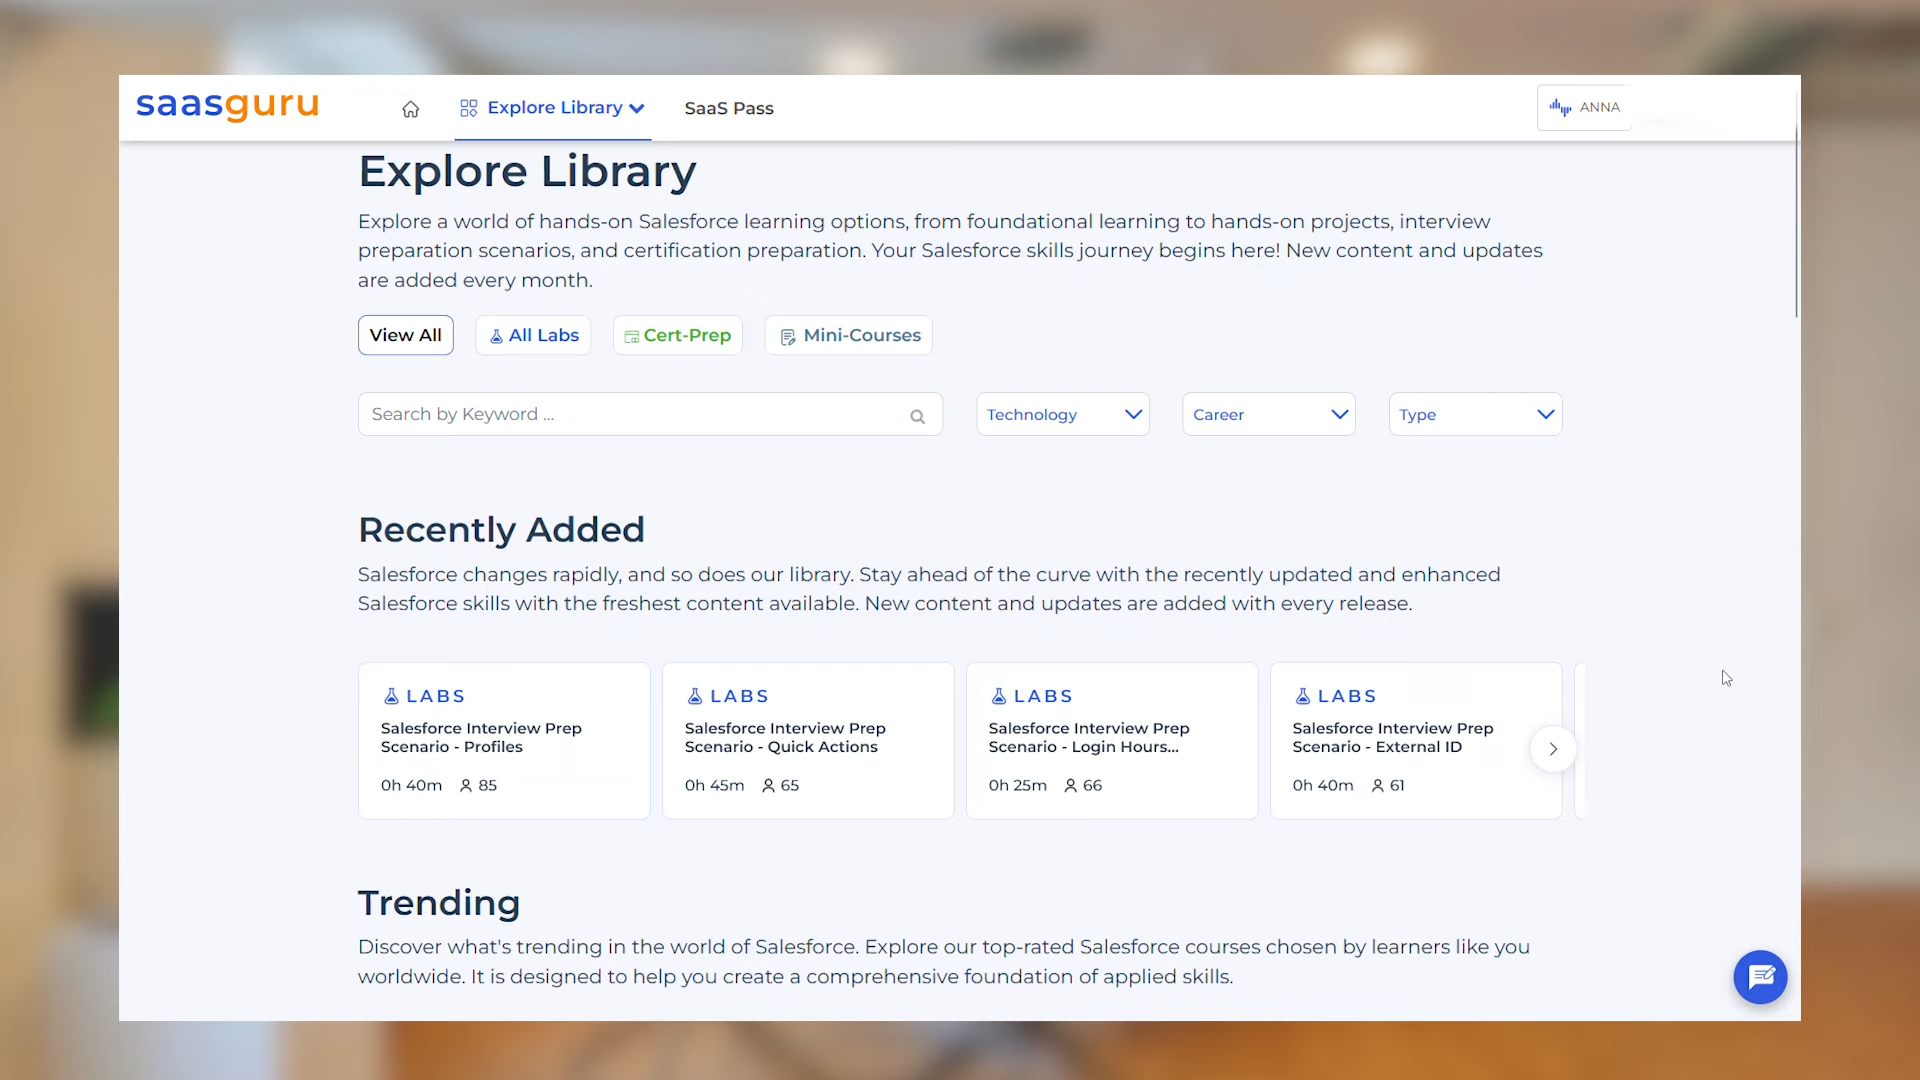 saasguru
Explore Library
SaaS Pass
ANNA
Explore Library
Explore a world of hands-on Salesforce learning options, from foundational learning to hands-on projects, interview
preparation scenarios, and certification preparation. Your Salesforce skills journey begins here! New content and updates
are added every month.
View All
All Labs
Cert-Prep
Mini-Courses
Search by Keyword ...
Technology
Career
Type
Recently Added
Salesforce changes rapidly, and so does our library. Stay ahead of the curve with the recently updated and enhanced
Salesforce skills with the freshest content available. New content and updates are added with every release.
LABS
Salesforce Interview Prep
Scenario - Profiles
0h 40m 85
LABS
Salesforce Interview Prep
Scenario - Quick Actions
0h 45m 65
LABS
Salesforce Interview Prep
Scenario - Login Hours...
0h 25m 66
LABS
Salesforce Interview Prep
Scenario - External ID
0h 40m 61
Trending
Discover what's trending in the world of Salesforce. Explore our top-rated Salesforce courses chosen by learners like you
worldwide. It is designed to help you create a comprehensive foundation of applied skills.